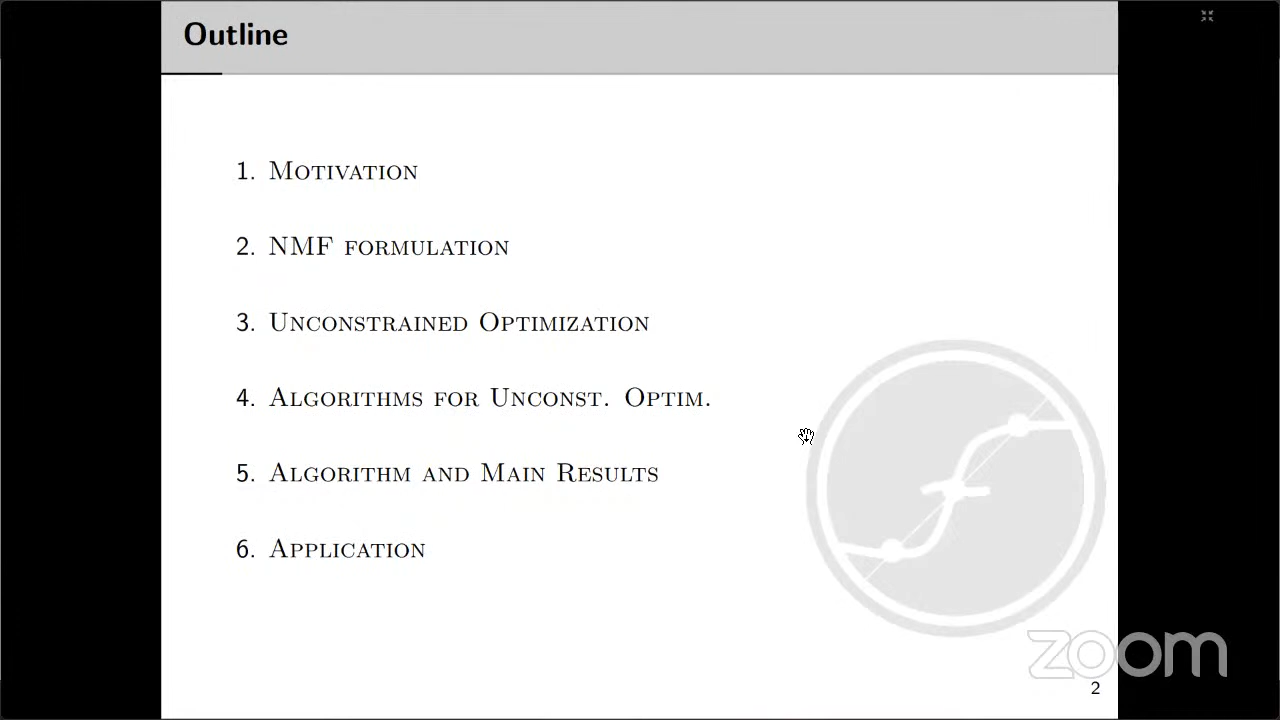 Outline
1. Motivation
2. NMF formulation
3. Unconstrained Optimization
4. Algorithms for Unconst. Optim.
5. Algorithm and Main Results
6. Application
zoom
2